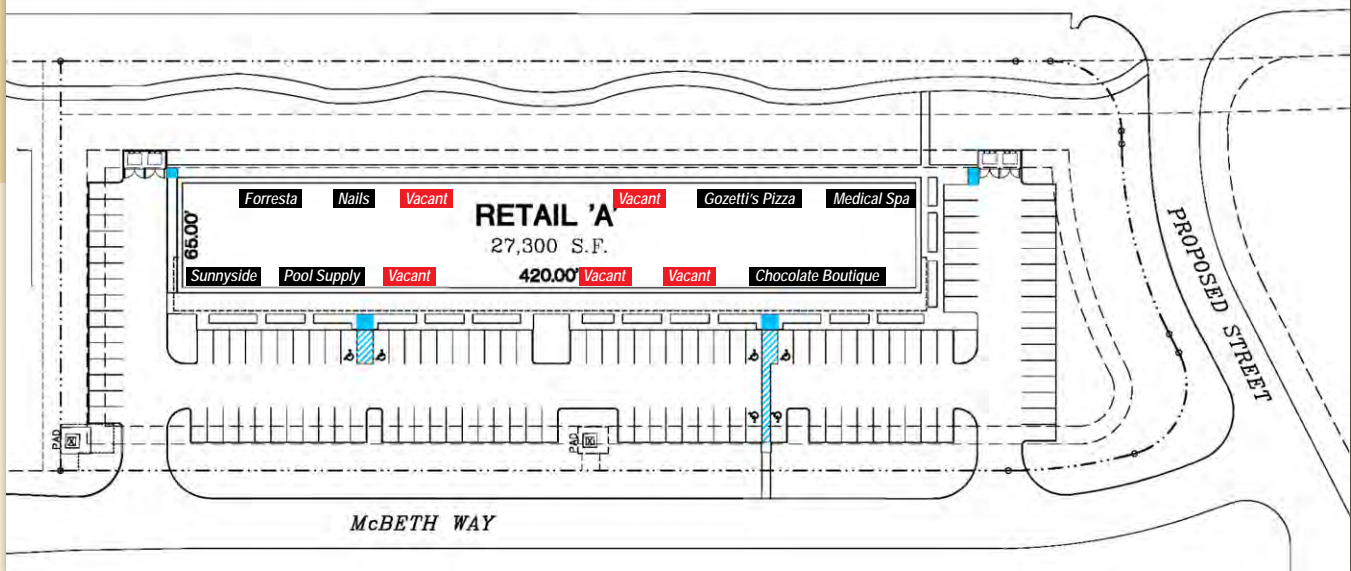 Forresta Nails Vacant Vacant Gozetti's Pizza Medical Spa
RETAIL 'A'
65.00'
27,300 S.F.
Sunnyside Pool Supply Vacant 420.00' Vacant Vacant Chocolate Boutique
PROPOSED STREET
PAD
PAD
McBETH WAY